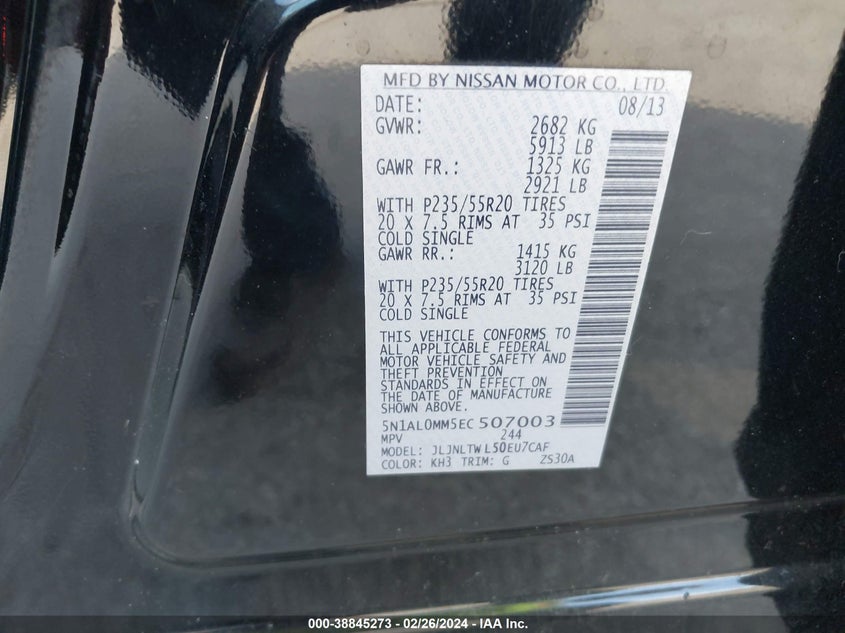 MFD BY NISSAN MOTOR CO., LTD.
DATE: 08/13
GVWR: 2682 KG
5913 LB
GAWR FR.: 1325 KG
2921 LB
WITH P235/55R20 TIRES
20 X 7.5 RIMS AT 35 PSI
COLD SINGLE
GAWR RR.: 1415 KG
3120 LB
WITH P235/55R20 TIRES
20 X 7.5 RIMS AT 35 PSI
COLD SINGLE
THIS VEHICLE CONFORMS TO
ALL APPLICABLE FEDERAL
MOTOR VEHICLE SAFETY AND
THEFT PREVENTION
STANDARDS IN EFFECT ON
THE DATE OF MANUFACTURE
SHOWN ABOVE.
5N1AL0MM5EC507003
MPV 244
MODEL: JLJNLTWL50EU7CAF
COLOR: KH3 TRIM: G ZS30A
000-38845273 - 02/26/2024 - IAA Inc.